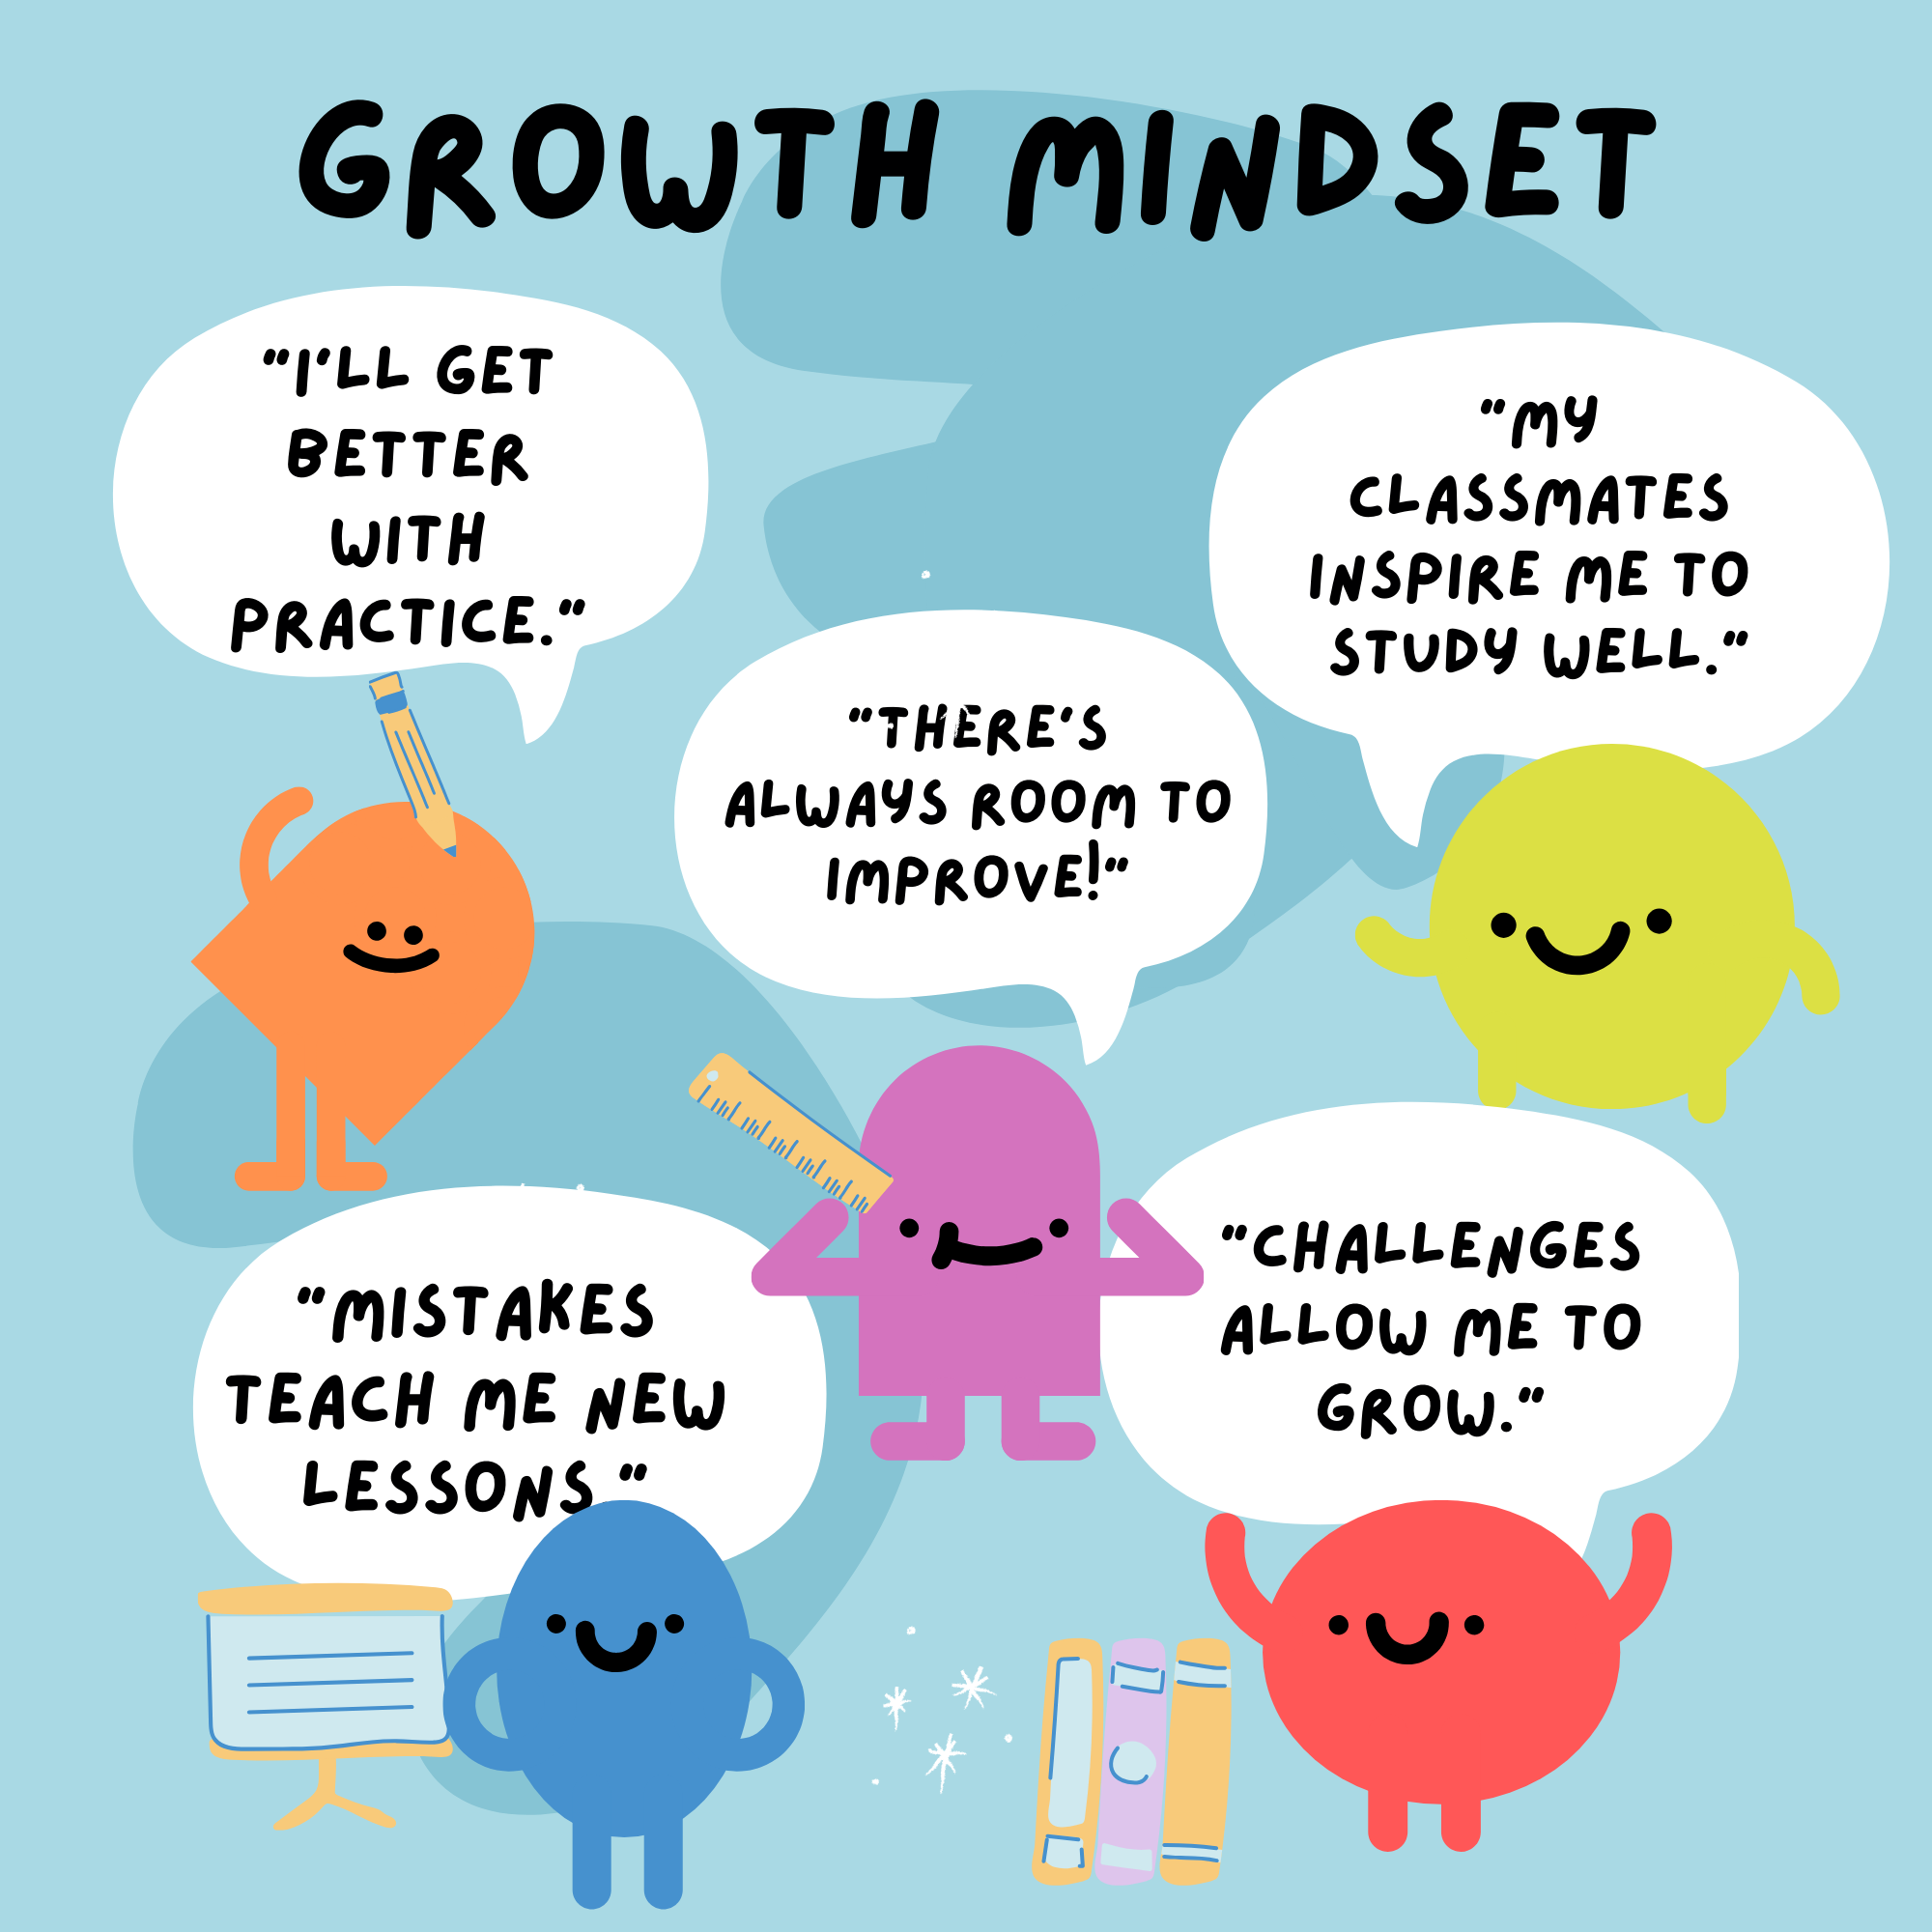 GROWTH MINDSET
"I'LL GET
BETTER
WITH
PRACTICE."
"MY
CLASSMATES
INSPIRE ME TO
STUDY WELL."
"THERE'S
ALWAYS ROOM TO
IMPROVE!"
"CHALLENGES
ALLOW ME TO
GROW."
"MISTAKES
TEACH ME NEW
LESSONS "